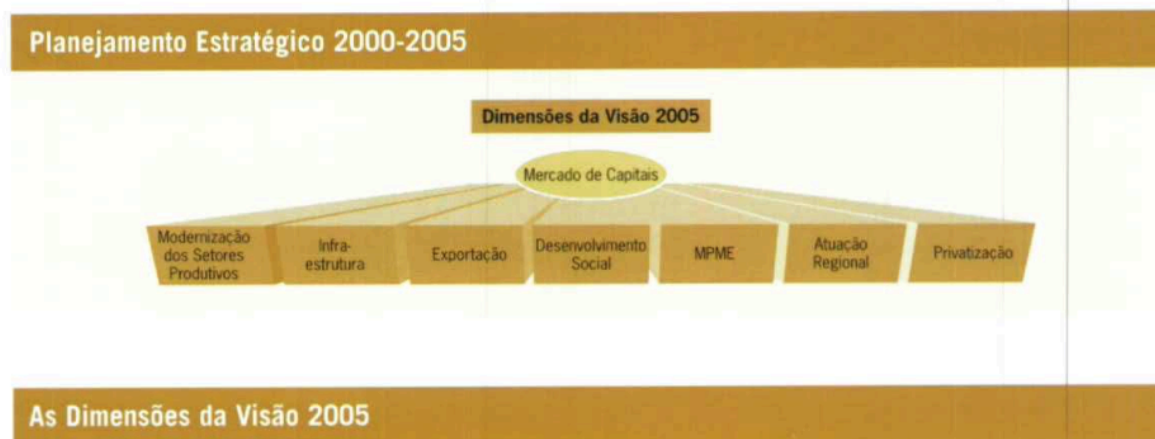 Planejamento Estratégico 2000-2005
Dimensões da Visão 2005
Mercado de Capitais
Modernização
dos Setores
Produtivos
Infra-
estrutura
Exportação
Desenvolvimento
Social
MPME
Atuação
Regional
Privatização
As Dimensões da Visão 2005